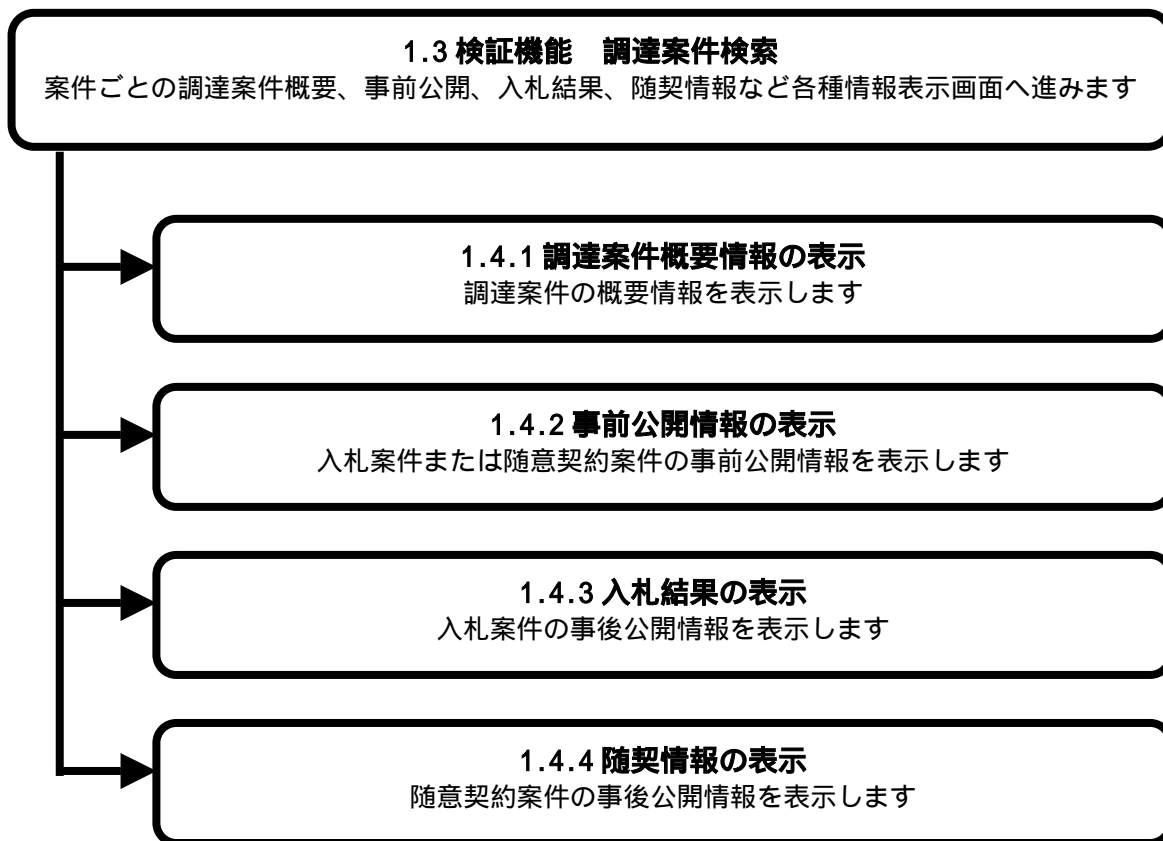 1.3 検証機能　調達案件検索
案件ごとの調達案件概要、事前公開、入札結果、随契情報など各種情報表示画面へ進みます
1.4.1 調達案件概要情報の表示
調達案件の概要情報を表示します
1.4.2 事前公開情報の表示
入札案件または随意契約案件の事前公開情報を表示します
1.4.3 入札結果の表示
入札案件の事後公開情報を表示します
1.4.4 随契情報の表示
随意契約案件の事後公開情報を表示します